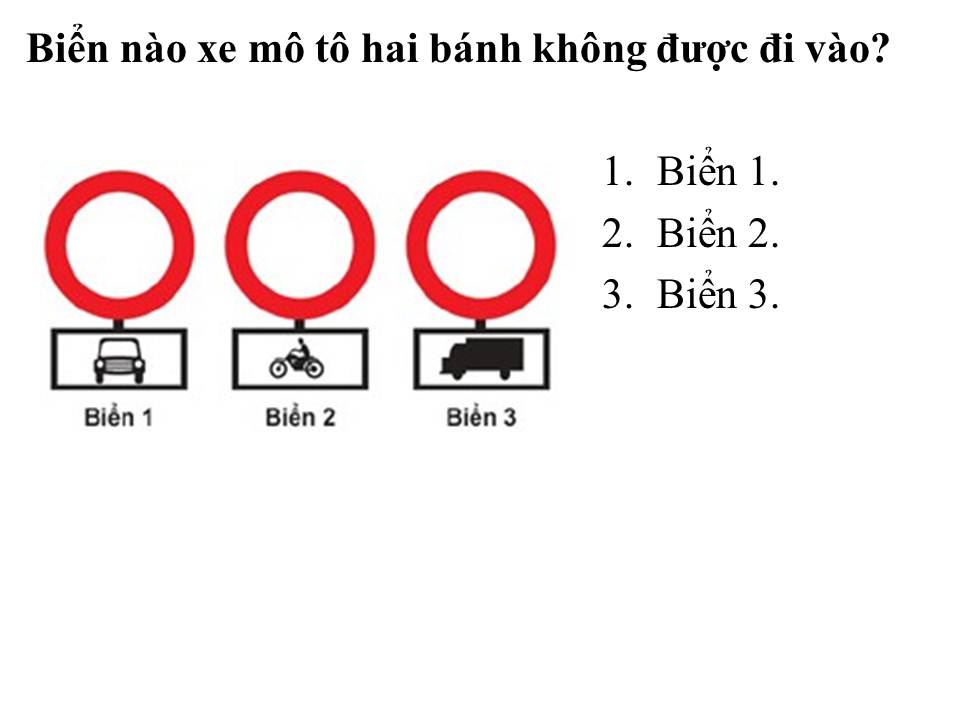 Biển nào xe mô tô hai bánh không được đi vào?
1. Biển 1.
2. Biển 2.
3. Biển 3.
Biển 1
Biển 2
Biển 3